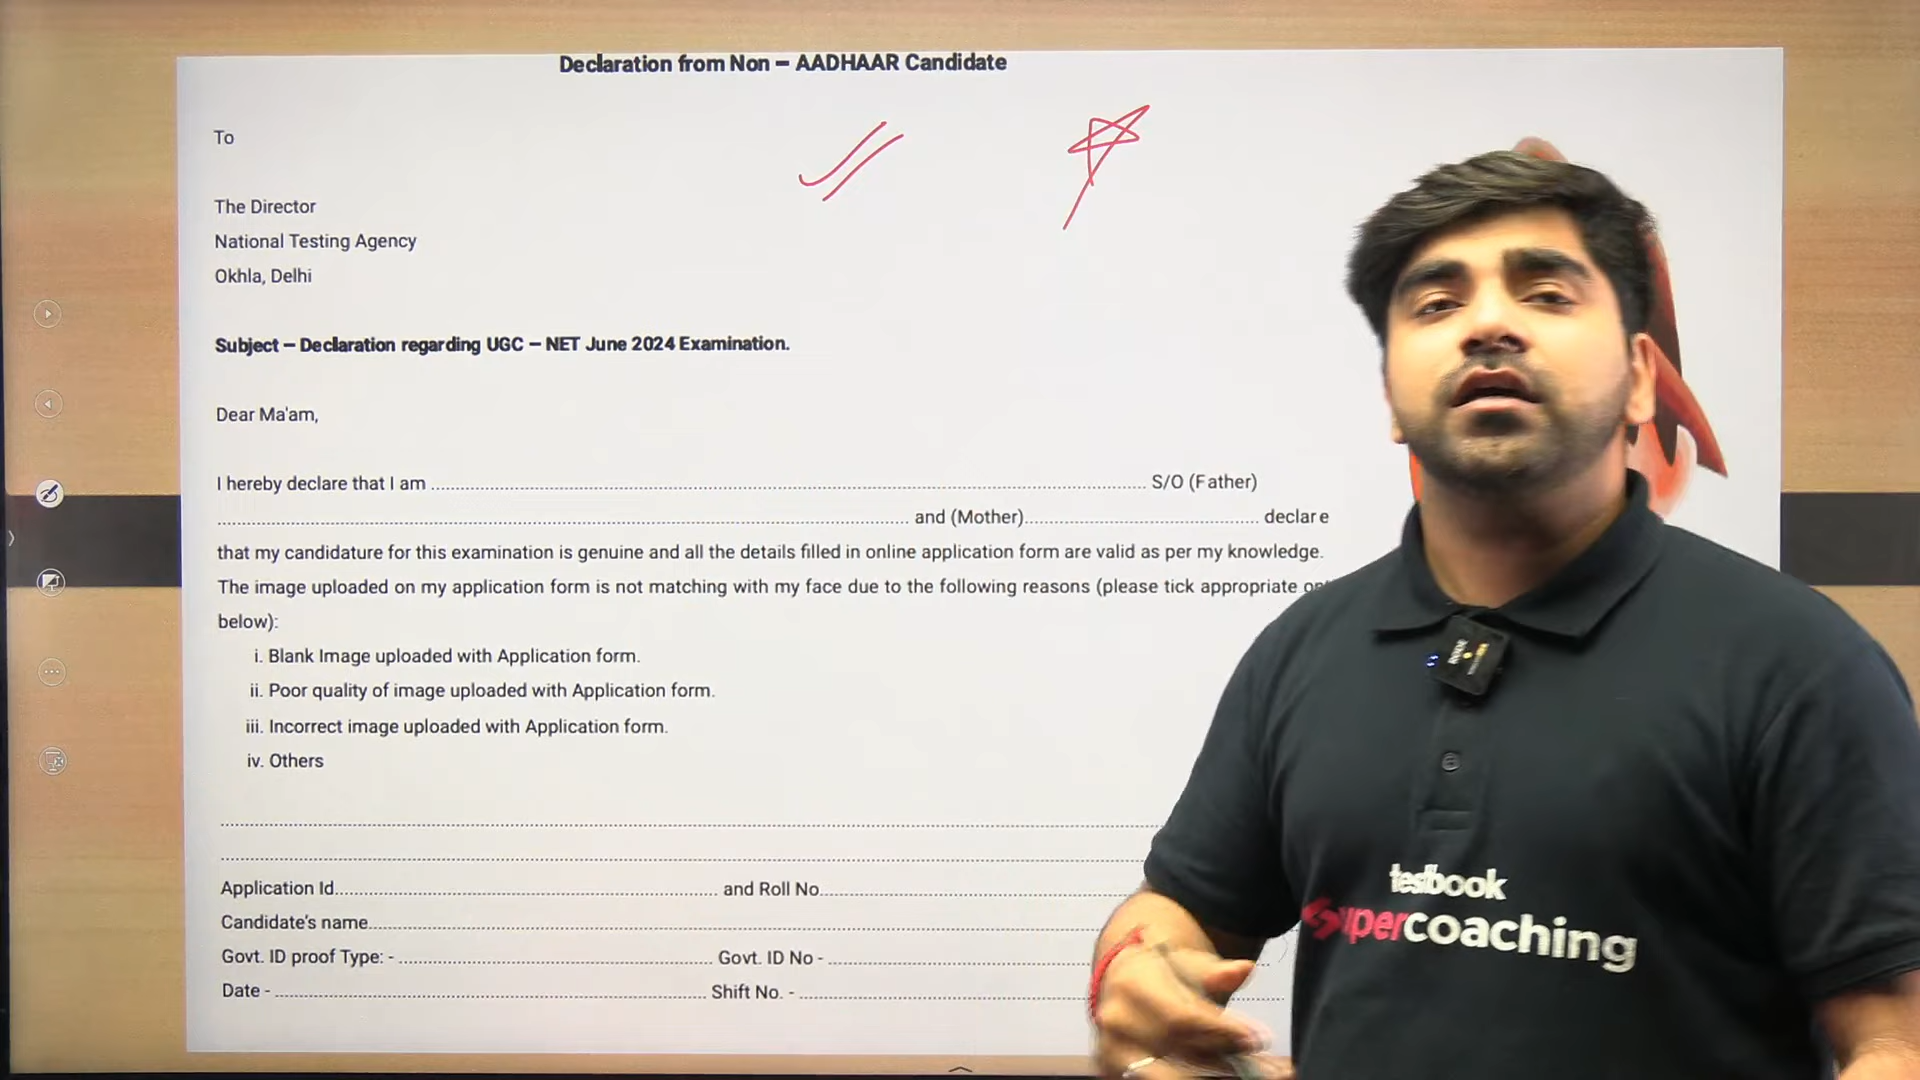 Declaration from Non – AADHAAR Candidate
To
The Director
National Testing Agency
Okhla, Delhi
Subject – Declaration regarding UGC – NET June 2024 Examination.
Dear Ma'am,
I hereby declare that I am ........................ S/O (Father)
........................ and (Mother)........................ declare
that my candidature for this examination is genuine and all the details filled in online application form are valid as per my knowledge.
The image uploaded on my application form is not matching with my face due to the following reasons (please tick appropriate
below):
i. Blank Image uploaded with Application form.
ii. Poor quality of image uploaded with Application form.
iii. Incorrect image uploaded with Application form.
iv. Others
Application Id........................ and Roll No........................
Candidate's name........................
Govt. ID proof Type: - ........................ Govt. ID No - ........................
Date - ........................ Shift No. - ........................
testbook
supercoaching